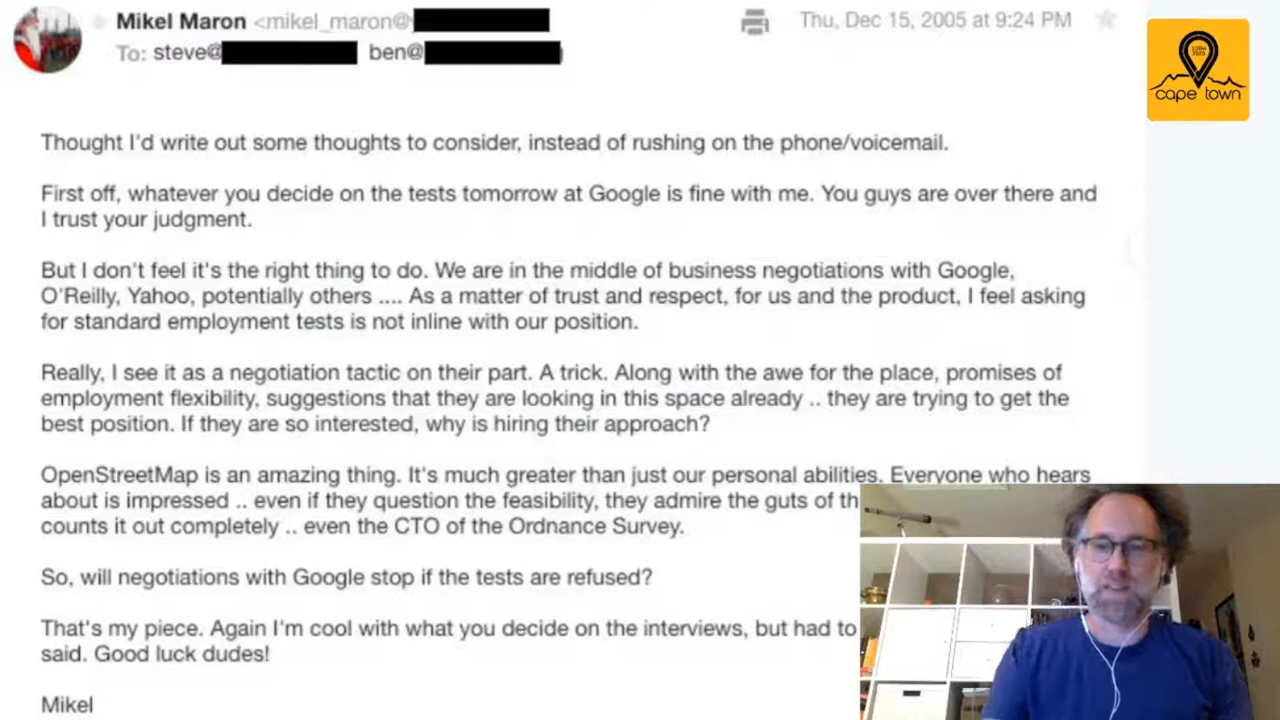 Mikel Maron <mikel_maron@
Thu, Dec 15, 2005 at 9:24 PM
To: steve@ ben@
cape town
Thought I'd write out some thoughts to consider, instead of rushing on the phone/voicemail.
First off, whatever you decide on the tests tomorrow at Google is fine with me. You guys are over there and
I trust your judgment.
But I don't feel it's the right thing to do. We are in the middle of business negotiations with Google,
O'Reilly, Yahoo, potentially others .... As a matter of trust and respect, for us and the product, I feel asking
for standard employment tests is not inline with our position.
Really, I see it as a negotiation tactic on their part. A trick. Along with the awe for the place, promises of
employment flexibility, suggestions that they are looking in this space already .. they are trying to get the
best position. If they are so interested, why is hiring their approach?
OpenStreetMap is an amazing thing. It's much greater than just our personal abilities. Everyone who hears
about is impressed .. even if they question the feasibility, they admire the guts of th
counts it out completely .. even the CTO of the Ordnance Survey.
So, will negotiations with Google stop if the tests are refused?
That's my piece. Again I'm cool with what you decide on the interviews, but had to
said. Good luck dudes!
Mikel